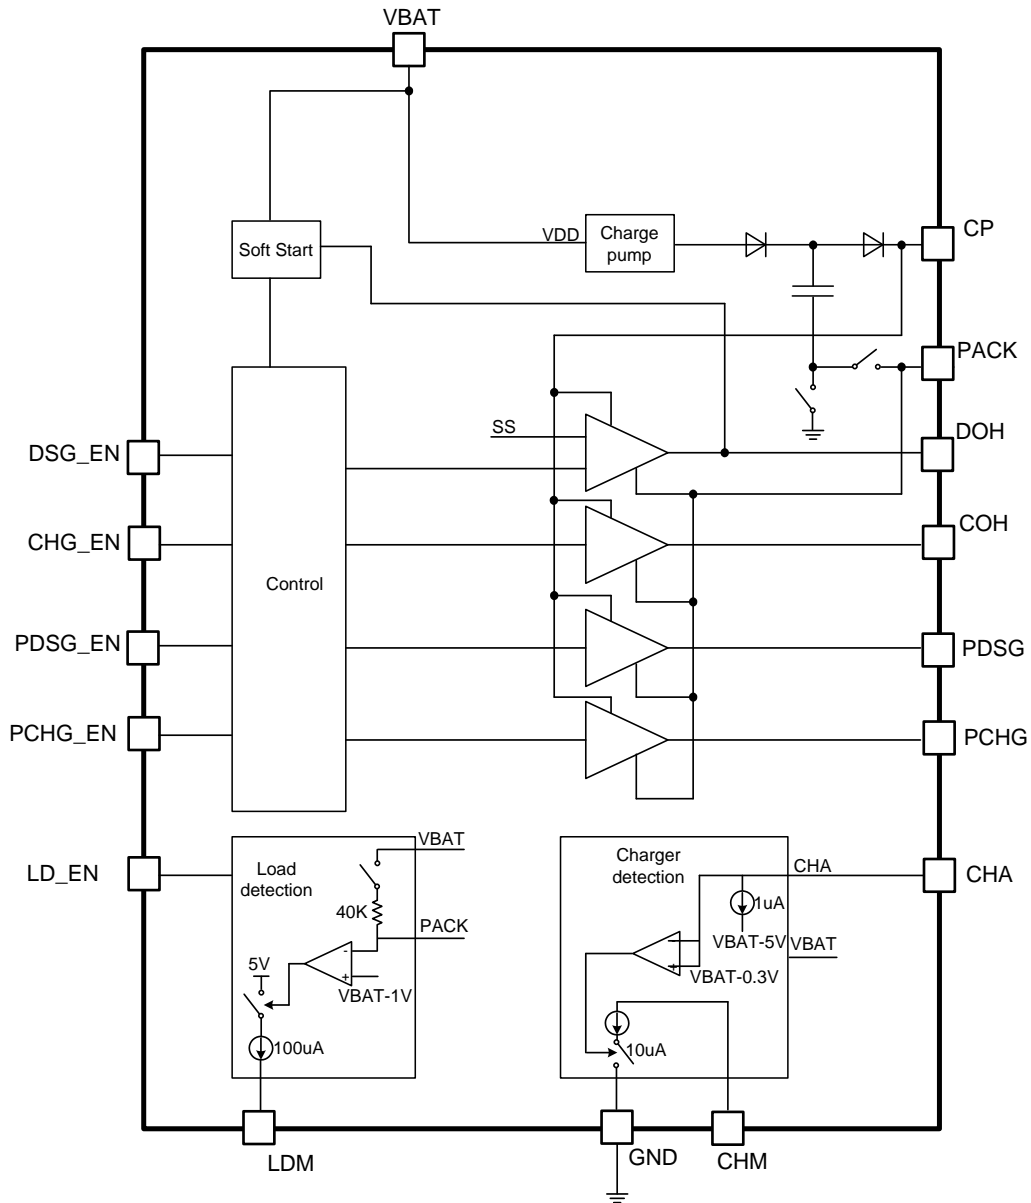 VBAT
Soft Start
VDD
Charge
pump
CP
PACK
SS
DOH
DSG_EN
CHG_EN
COH
Control
PDSG_EN
PDSG
PCHG_EN
PCHG
LD_EN
Load
detection
VBAT
40K
PACK
-
+
5V
VBAT-1V
100uA
Charger
detection
CHA
CHA
1uA
VBAT-5V
VBAT
-
+
VBAT-0.3V
10uA
LDM
GND
CHM